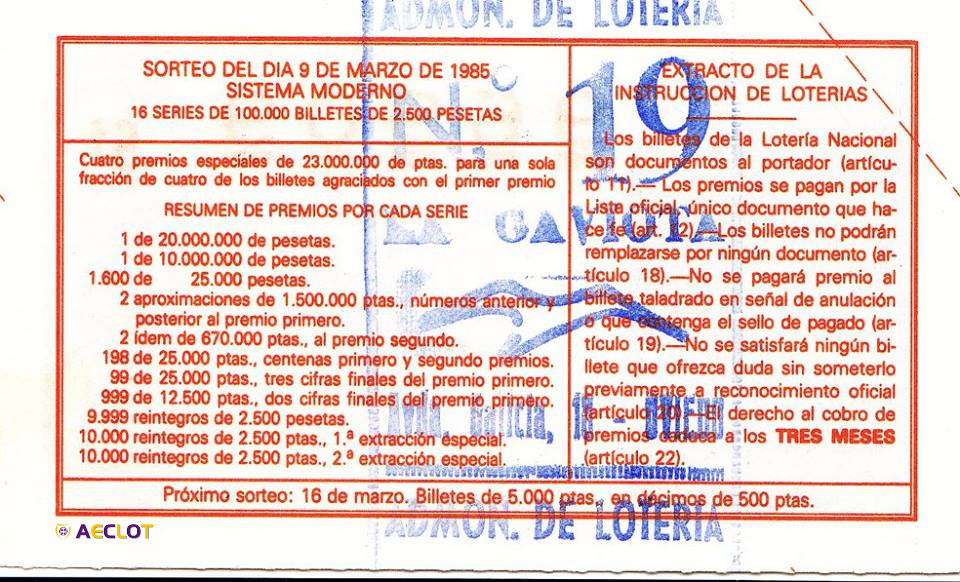 ADMON. DE LOTERIA
SORTEO DEL DIA 9 DE MARZO DE 1985
SISTEMA MODERNO
16 SERIES DE 100.000 BILLETES DE 2.500 PESETAS
Cuatro premios especiales de 23.000.000 de ptas. para una sola
fracción de cuatro de los billetes agraciados con el primer premio
RESUMEN DE PREMIOS POR CADA SERIE
1 de 20.000.000 de pesetas.
1 de 10.000.000 de pesetas.
1.600 de 25.000 pesetas.
2 aproximaciones de 1.500.000 ptas., números anterior y
posterior al premio primero.
2 ídem de 670.000 ptas., al premio segundo.
198 de 25.000 ptas., centenas primero y segundo premios.
99 de 25.000 ptas., tres cifras finales del premio primero.
999 de 12.500 ptas., dos cifras finales del premio primero.
9.999 reintegros de 2.500 pesetas.
10.000 reintegros de 2.500 ptas., 1.ª extracción especial.
10.000 reintegros de 2.500 ptas., 2.ª extracción especial.
EXTRACTO DE LA
INSTRUCCION DE LOTERIAS
Los billetes de la Lotería Nacional
son documentos al portador (artícu-
lo 11).— Los premios se pagan por la
Lista oficial, único documento que ha-
ce fe (art. 12).—Los billetes no podrán
remplazarse por ningún documento (ar-
tículo 18).—No se pagará premio al
billete taladrado en señal de anulación
o que contenga el sello de pagado (ar-
tículo 19).—No se satisfará ningún bi-
llete que ofrezca duda sin someterlo
previamente a reconocimiento oficial
(artículo 20).—El derecho al cobro de
premios caduca a los TRES MESES
(artículo 22).
Próximo sorteo: 16 de marzo. Billetes de 5.000 ptas., en décimos de 500 ptas.
N.º 19
LA GAVIOTA
Avda. Galicia, - OVIEDO
ADMON. DE LOTERIA
AECLOT